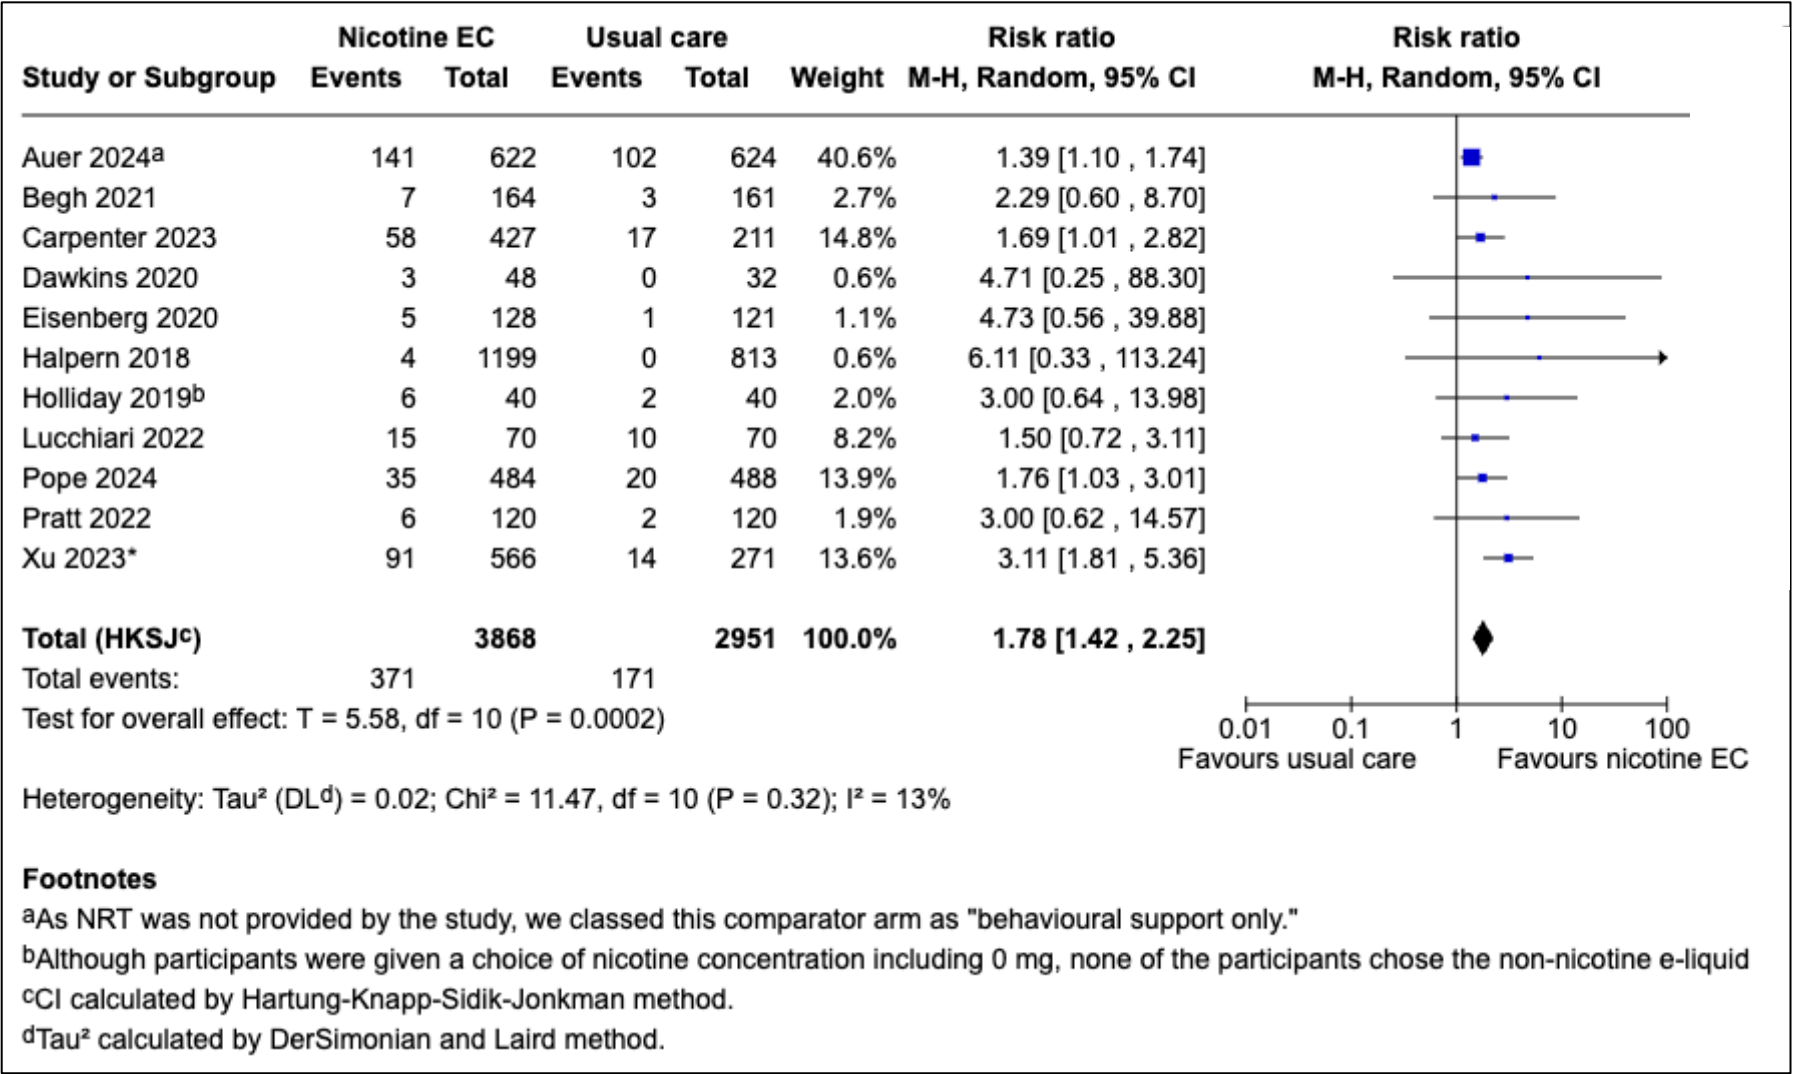 Nicotine EC Usual care Risk ratio Risk ratio
Study or Subgroup Events Total Events Total Weight M-H, Random, 95% CI M-H, Random, 95% CI
Auer 2024ᵃ 141 622 102 624 40.6% 1.39 [1.10 , 1.74]
Begh 2021 7 164 3 161 2.7% 2.29 [0.60 , 8.70]
Carpenter 2023 58 427 17 211 14.8% 1.69 [1.01 , 2.82]
Dawkins 2020 3 48 0 32 0.6% 4.71 [0.25 , 88.30]
Eisenberg 2020 5 128 1 121 1.1% 4.73 [0.56 , 39.88]
Halpern 2018 4 1199 0 813 0.6% 6.11 [0.33 , 113.24]
Holliday 2019ᵇ 6 40 2 40 2.0% 3.00 [0.64 , 13.98]
Lucchiari 2022 15 70 10 70 8.2% 1.50 [0.72 , 3.11]
Pope 2024 35 484 20 488 13.9% 1.76 [1.03 , 3.01]
Pratt 2022 6 120 2 120 1.9% 3.00 [0.62 , 14.57]
Xu 2023* 91 566 14 271 13.6% 3.11 [1.81 , 5.36]
Total (HKSJᶜ) 3868 2951 100.0% 1.78 [1.42 , 2.25]
Total events: 371 171
Test for overall effect: T = 5.58, df = 10 (P = 0.0002)
0.01 0.1 1 10 100
Favours usual care Favours nicotine EC
Heterogeneity: Tau² (DLᵈ) = 0.02; Chi² = 11.47, df = 10 (P = 0.32); I² = 13%
Footnotes
ᵃAs NRT was not provided by the study, we classed this comparator arm as "behavioural support only."
ᵇAlthough participants were given a choice of nicotine concentration including 0 mg, none of the participants chose the non-nicotine e-liquid
ᶜCI calculated by Hartung-Knapp-Sidik-Jonkman method.
ᵈTau² calculated by DerSimonian and Laird method.